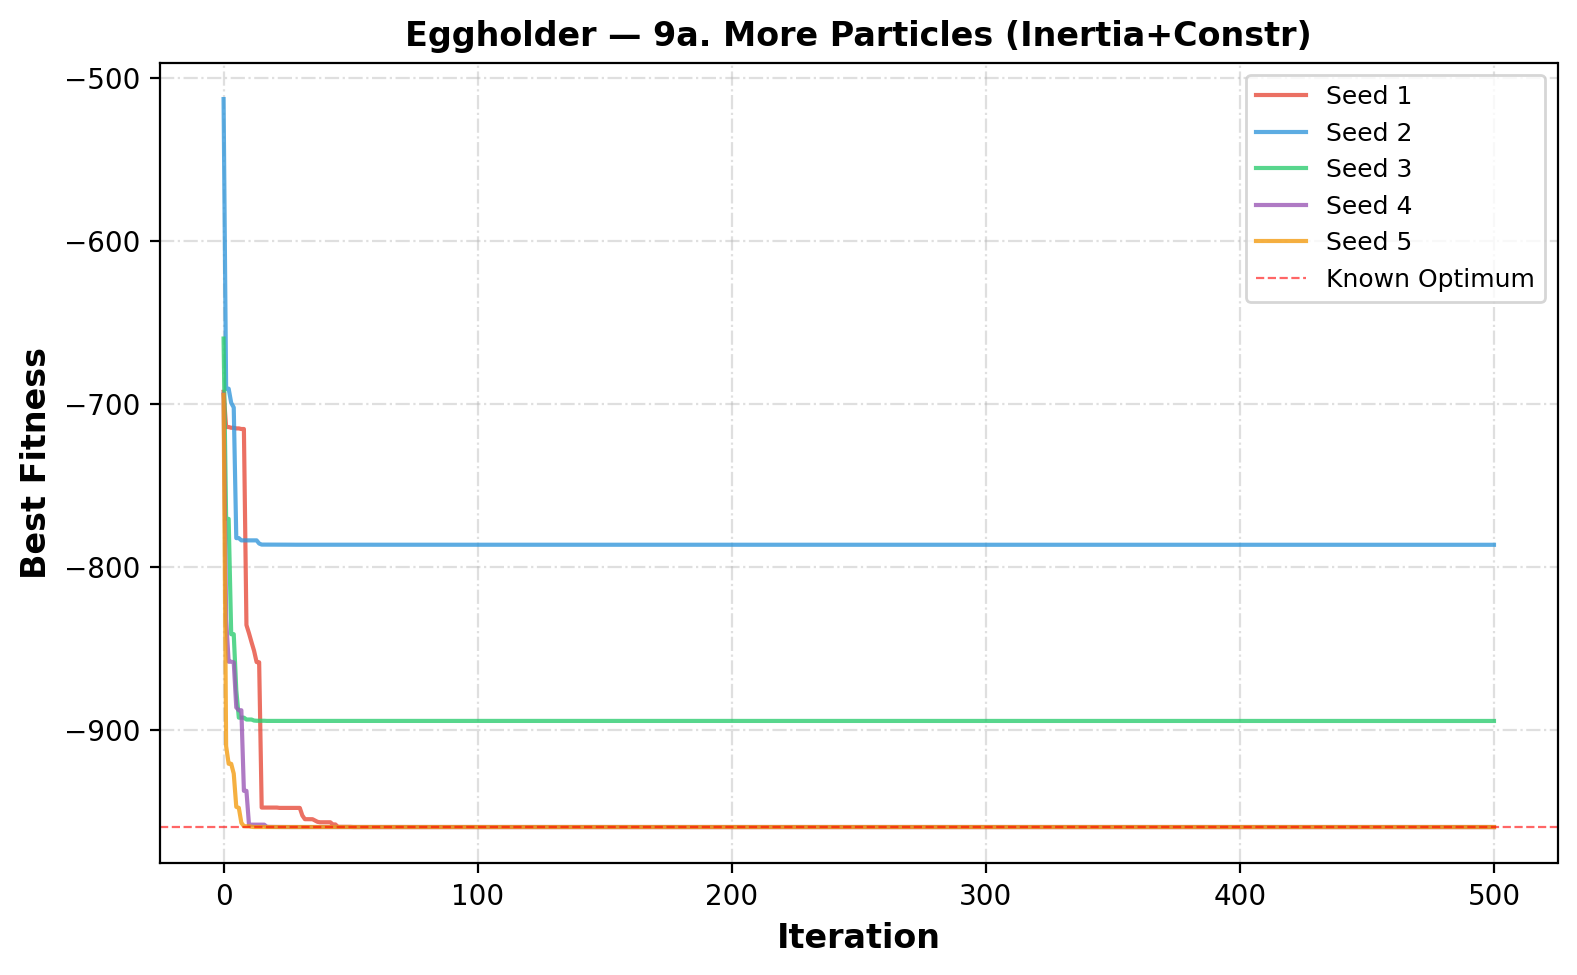 Eggholder — 9a. More Particles (Inertia+Constr)
Best Fitness
−500
−600
−700
−800
−900
Seed 1
Seed 2
Seed 3
Seed 4
Seed 5
Known Optimum
0 100 200 300 400 500
Iteration